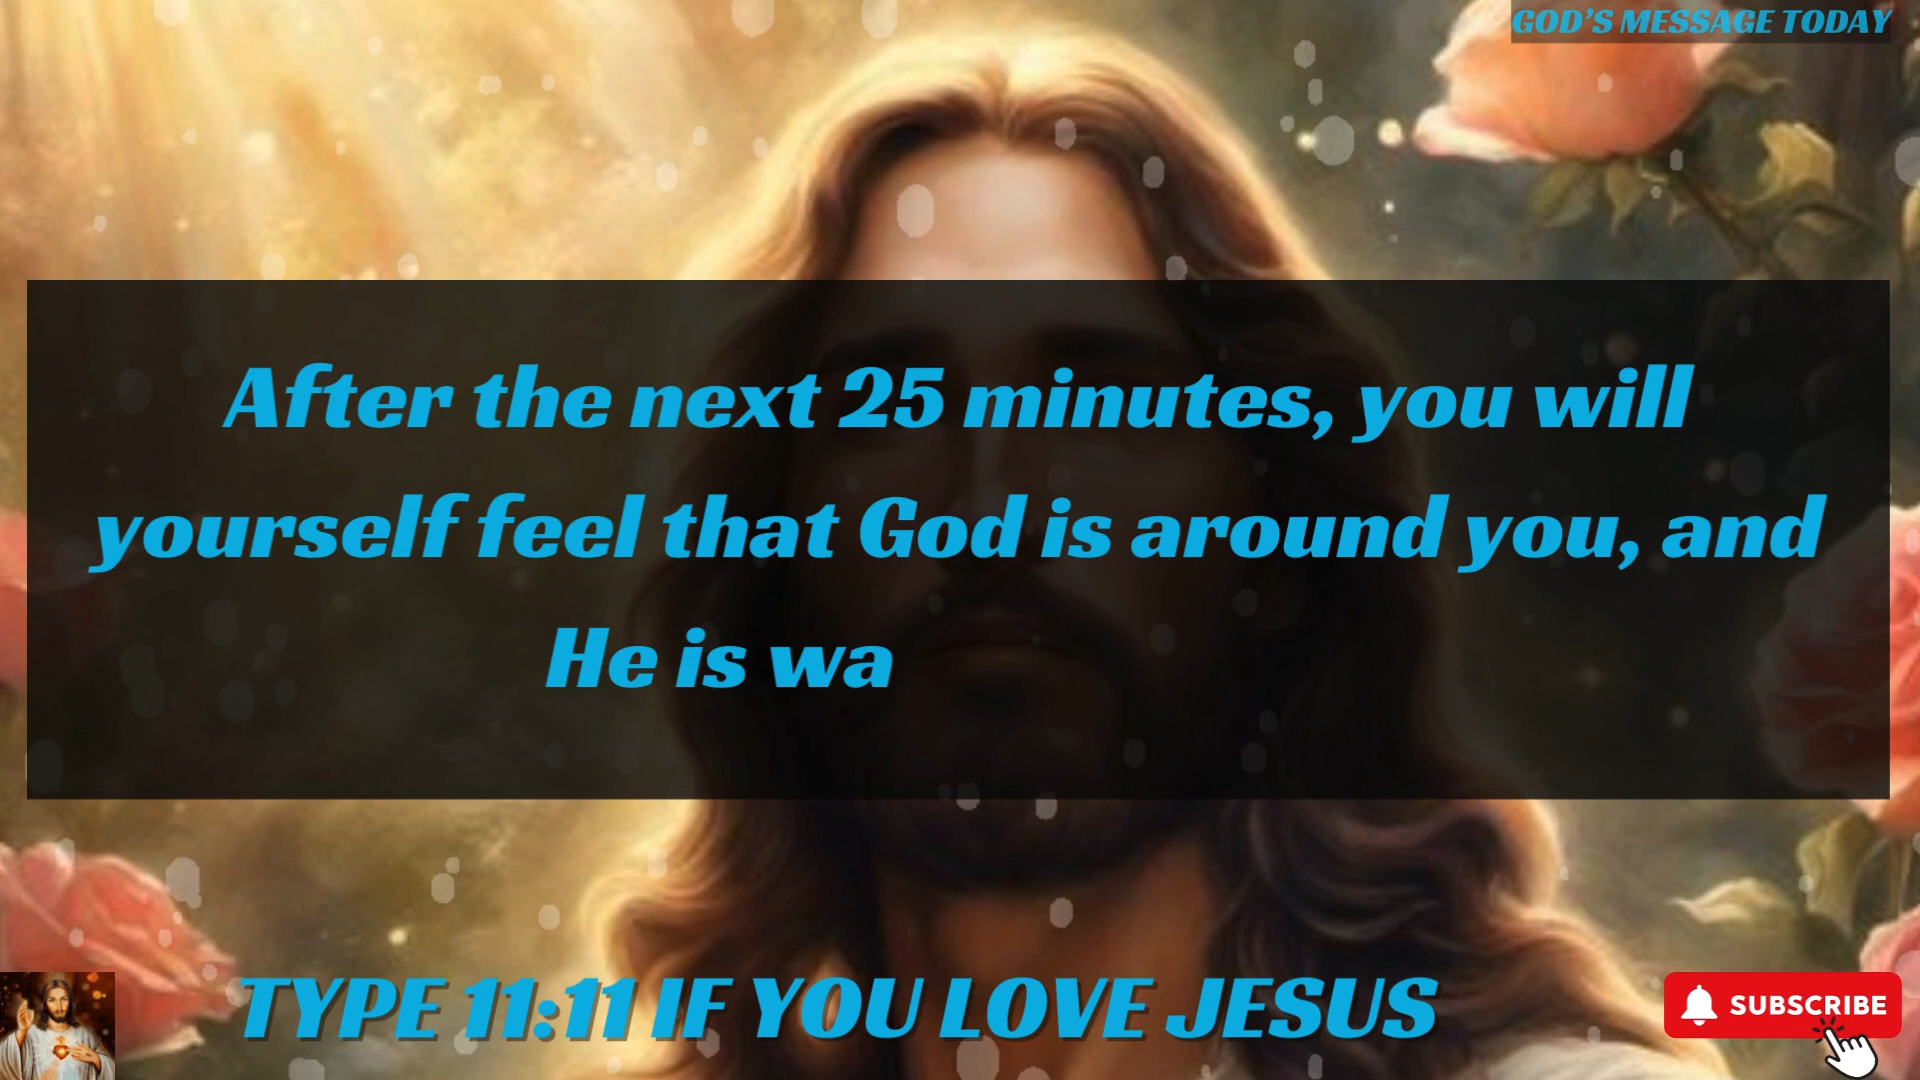 GOD'S MESSAGE TODAY
After the next 25 minutes, you will
yourself feel that God is around you, and
He is wa
TYPE 11:11 IF YOU LOVE JESUS
SUBSCRIBE